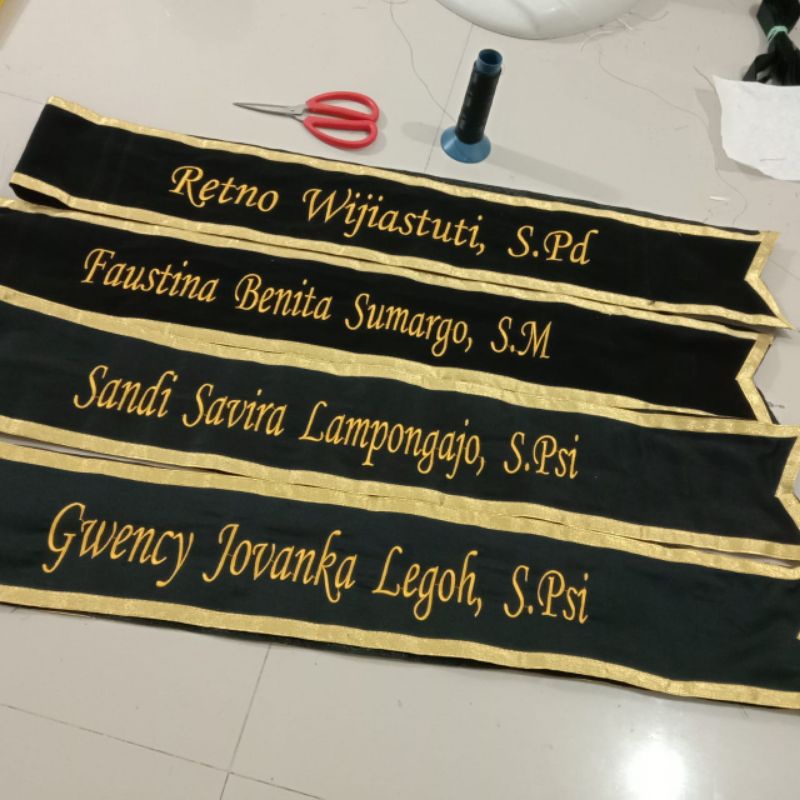 Retno Wijiastuti, S.Pd
Faustina Benita Sumargo, S.M
Sandi Savira Lampongajo, S.Psi
Gwency Jovanka Legoh, S.Psi